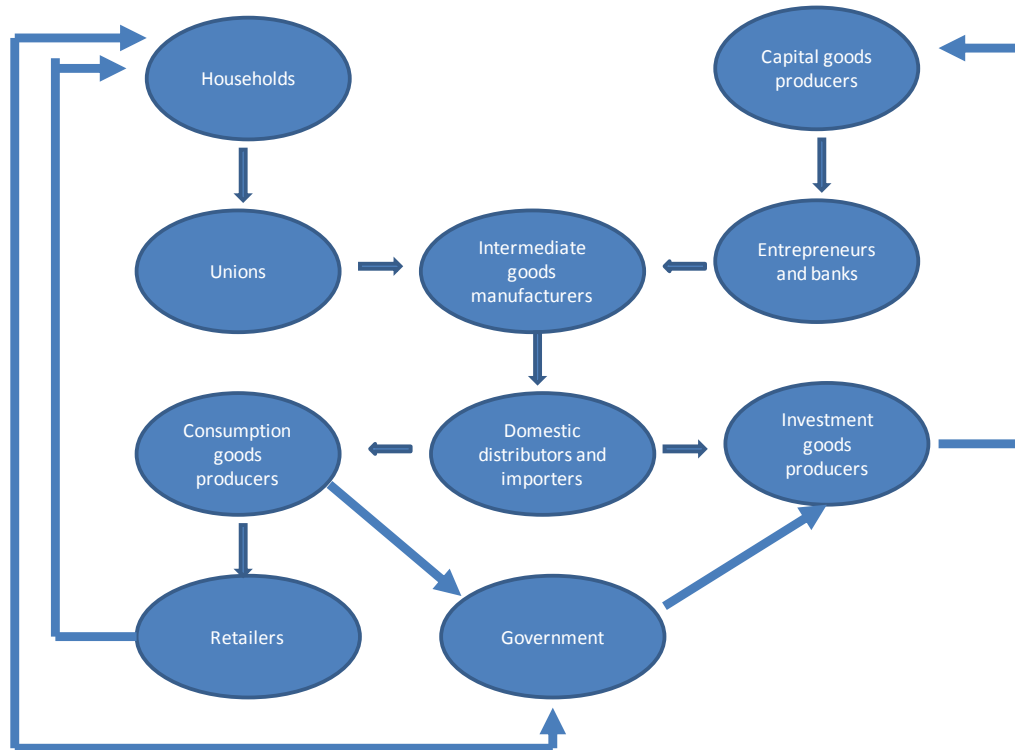 Households
Capital goods
producers
Unions
Intermediate
goods
manufacturers
Entrepreneurs
and banks
Consumption
goods
producers
Domestic
distributors and
importers
Investment
goods
producers
Retailers
Government